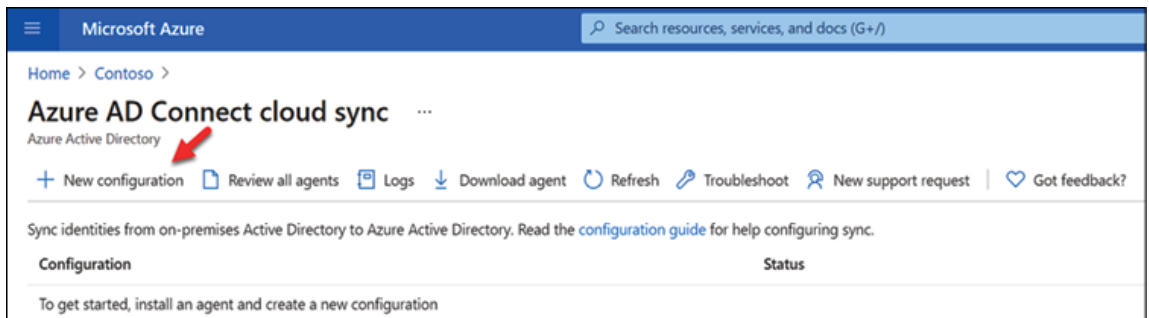 Microsoft Azure
Search resources, services, and docs (G+/)
Home > Contoso >
Azure AD Connect cloud sync ...
Azure Active Directory
+ New configuration Review all agents Logs Download agent Refresh Troubleshoot New support request Got feedback?
Sync identities from on-premises Active Directory to Azure Active Directory. Read the configuration guide for help configuring sync.
Configuration Status
To get started, install an agent and create a new configuration